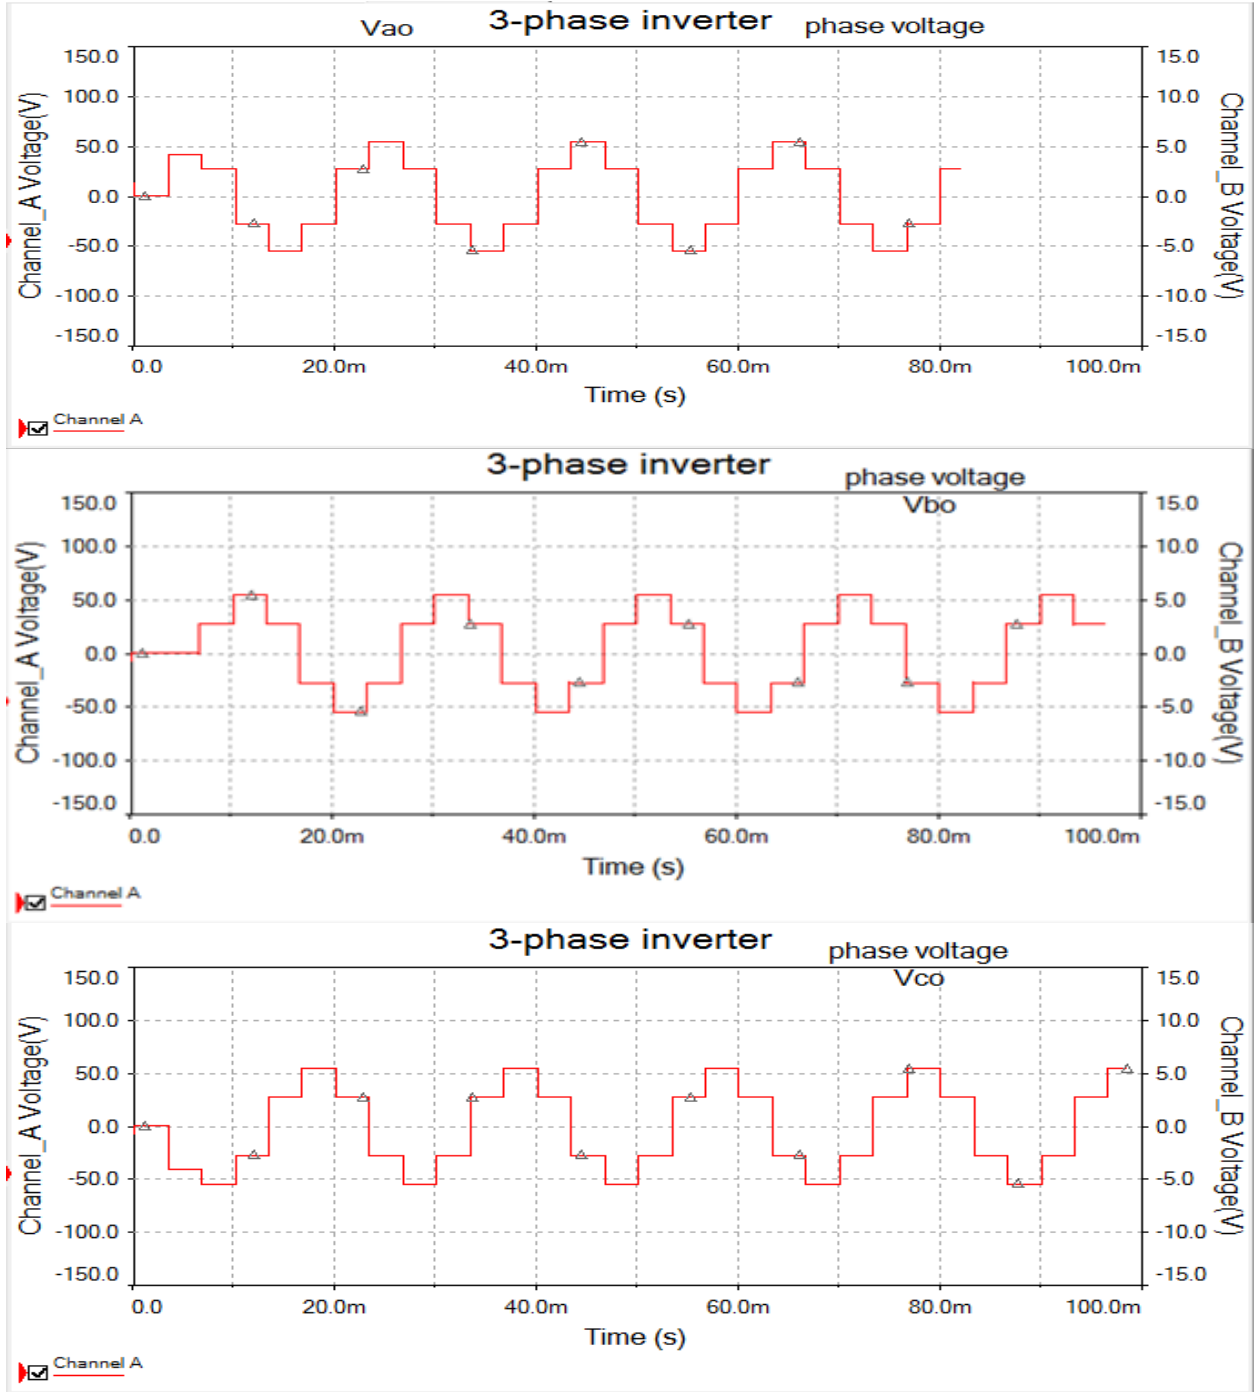 3-phase inverter
Vao
phase voltage
150.0
100.0
50.0
0.0
-50.0
-100.0
-150.0
Channel_A Voltage(V)
15.0
10.0
5.0
0.0
-5.0
-10.0
-15.0
Channel_B Voltage(V)
0.0 20.0m 40.0m 60.0m 80.0m 100.0m
Time (s)
Channel A
3-phase inverter
phase voltage
Vbo
150.0
100.0
50.0
0.0
-50.0
-100.0
-150.0
Channel_A Voltage(V)
15.0
10.0
5.0
0.0
-5.0
-10.0
-15.0
Channel_B Voltage(V)
0.0 20.0m 40.0m 60.0m 80.0m 100.0m
Time (s)
Channel A
3-phase inverter
phase voltage
Vco
150.0
100.0
50.0
0.0
-50.0
-100.0
-150.0
Channel_A Voltage(V)
15.0
10.0
5.0
0.0
-5.0
-10.0
-15.0
Channel_B Voltage(V)
0.0 20.0m 40.0m 60.0m 80.0m 100.0m
Time (s)
Channel A